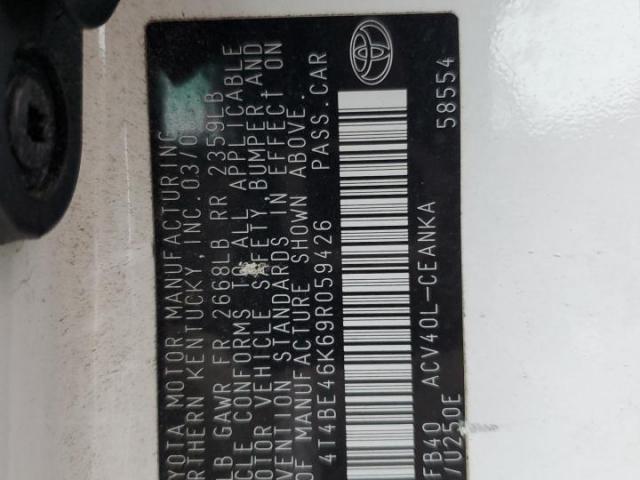 YOTA MOTOR MANUFACTURING
RTHERN KENTUCKY, INC 03/0
LB GAWR FR 2668LB RR 2359LB
CLE CONFORMS TO ALL APPLICABLE
OTOR VEHICLE SAFETY, BUMPER AND
VENTION STANDARDS IN EFFECT ON
OF MANUFACTURE SHOWN ABOVE.
4T4BE46K69R059426 PASS.CAR
FB40 ACV40L-CEANKA 58554
/U250E